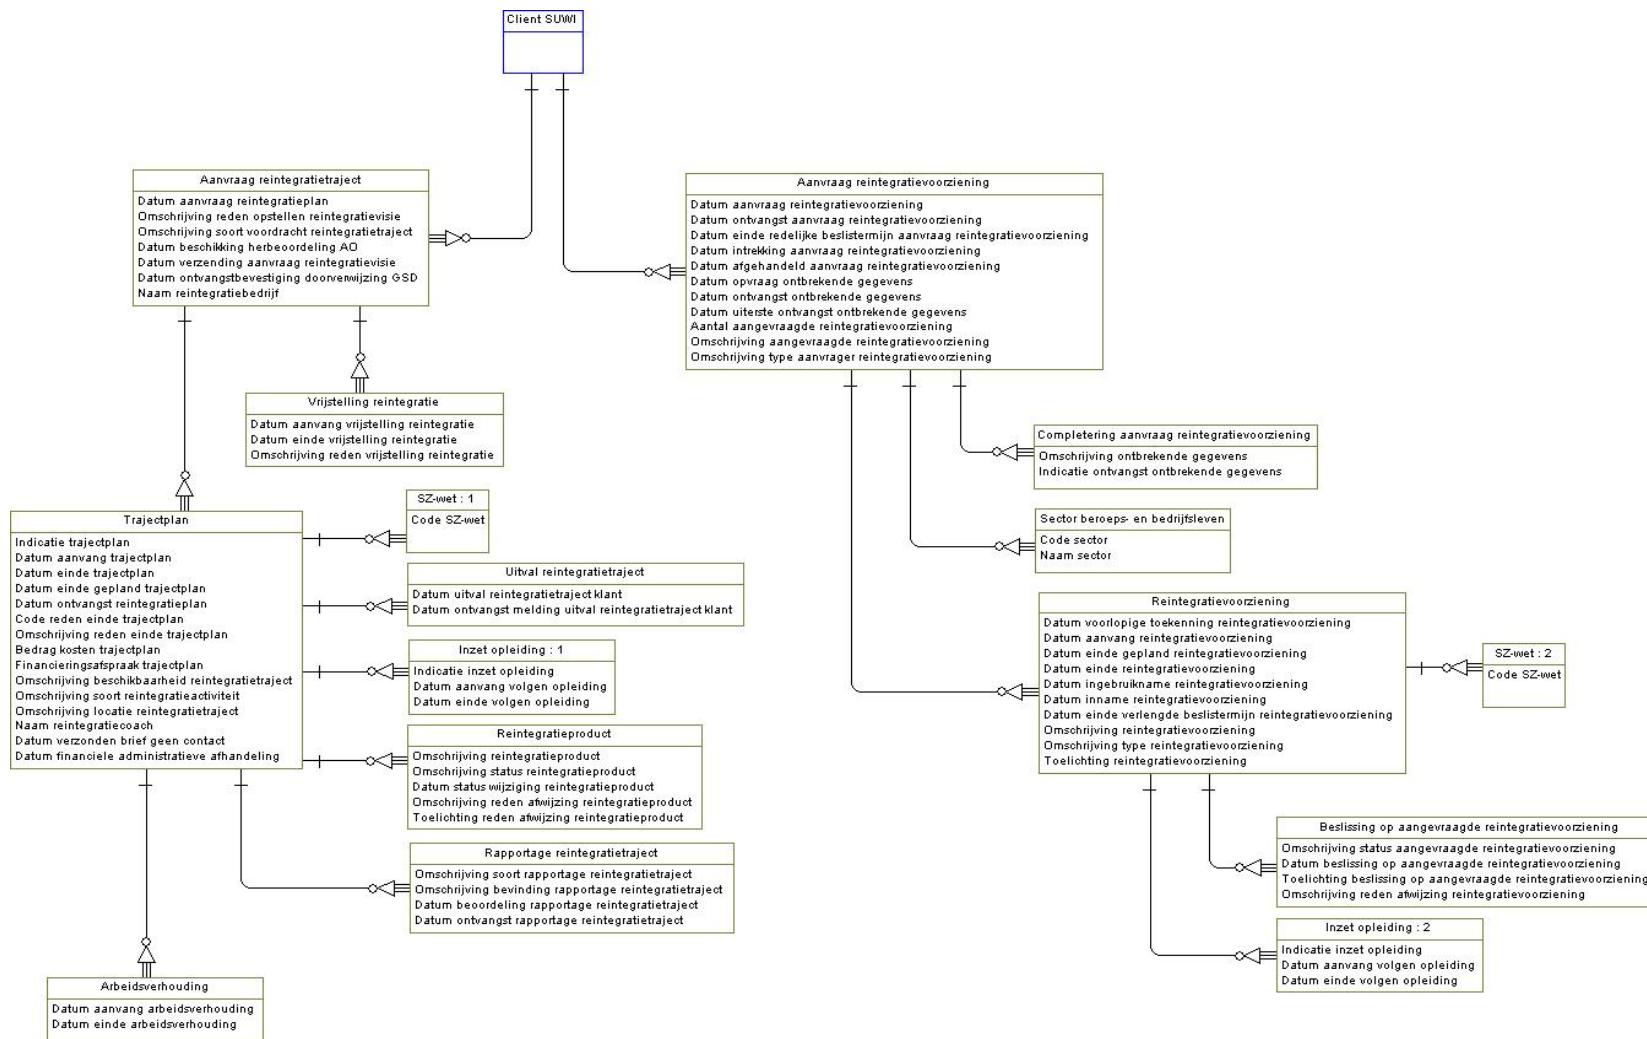 Client SUWI
Aanvraag reintegratietraject
Datum aanvraag reintegratieplan
Omschrijving reden opstellen reintegratievisie
Omschrijving soort voordracht reintegratietraject
Datum beschikking herbeoordeling AO
Datum verzending aanvraag reintegratievisie
Datum ontvangstbevestiging doorverwijzing GSD
Naam reintegratiebedrijf
Aanvraag reintegratievoorziening
Datum aanvraag reintegratievoorziening
Datum ontvangst aanvraag reintegratievoorziening
Datum einde redelijke beslistermijn aanvraag reintegratievoorziening
Datum intrekking aanvraag reintegratievoorziening
Datum afgehandeld aanvraag reintegratievoorziening
Datum opvraag ontbrekende gegevens
Datum ontvangst ontbrekende gegevens
Datum uiterste ontvangst ontbrekende gegevens
Aantal aangevraagde reintegratievoorziening
Omschrijving aangevraagde reintegratievoorziening
Omschrijving type aanvrager reintegratievoorziening
Vrijstelling reintegratie
Datum aanvang vrijstelling reintegratie
Datum einde vrijstelling reintegratie
Omschrijving reden vrijstelling reintegratie
Completering aanvraag reintegratievoorziening
Omschrijving ontbrekende gegevens
Indicatie ontvangst ontbrekende gegevens
Sector beroeps- en bedrijfsleven
Code sector
Naam sector
Trajectplan
Indicatie trajectplan
Datum aanvang trajectplan
Datum einde trajectplan
Datum einde gepland trajectplan
Datum ontvangst reintegratieplan
Code reden einde trajectplan
Omschrijving reden einde trajectplan
Bedrag kosten trajectplan
Financieringsafspraak trajectplan
Omschrijving beschikbaarheid reintegratietraject
Omschrijving soort reintegratieactiviteit
Omschrijving locatie reintegratietraject
Naam reintegratiecoach
Datum verzonden brief geen contact
Datum financiele administratieve afhandeling
SZ-wet : 1
Code SZ-wet
Uitval reintegratietraject
Datum uitval reintegratietraject klant
Datum ontvangst melding uitval reintegratietraject klant
Inzet opleiding : 1
Indicatie inzet opleiding
Datum aanvang volgen opleiding
Datum einde volgen opleiding
Reintegratieproduct
Omschrijving reintegratieproduct
Omschrijving status reintegratieproduct
Datum status wijziging reintegratieproduct
Omschrijving reden afwijzing reintegratieproduct
Toelichting reden afwijzing reintegratieproduct
Rapportage reintegratietraject
Omschrijving soort rapportage reintegratietraject
Omschrijving bevinding rapportage reintegratietraject
Datum beoordeling rapportage reintegratietraject
Datum ontvangst rapportage reintegratietraject
Arbeidsverhouding
Datum aanvang arbeidsverhouding
Datum einde arbeidsverhouding
Reintegratievoorziening
Datum voorlopige toekenning reintegratievoorziening
Datum aanvang reintegratievoorziening
Datum einde gepland reintegratievoorziening
Datum einde reintegratievoorziening
Datum ingebruikname reintegratievoorziening
Datum inname reintegratievoorziening
Datum einde verlengde beslistermijn reintegratievoorziening
Omschrijving reintegratievoorziening
Omschrijving type reintegratievoorziening
Toelichting reintegratievoorziening
SZ-wet : 2
Code SZ-wet
Beslissing op aangevraagde reintegratievoorziening
Omschrijving status aangevraagde reintegratievoorziening
Datum beslissing op aangevraagde reintegratievoorziening
Toelichting beslissing op aangevraagde reintegratievoorziening
Omschrijving reden afwijzing reintegratievoorziening
Inzet opleiding : 2
Indicatie inzet opleiding
Datum aanvang volgen opleiding
Datum einde volgen opleiding